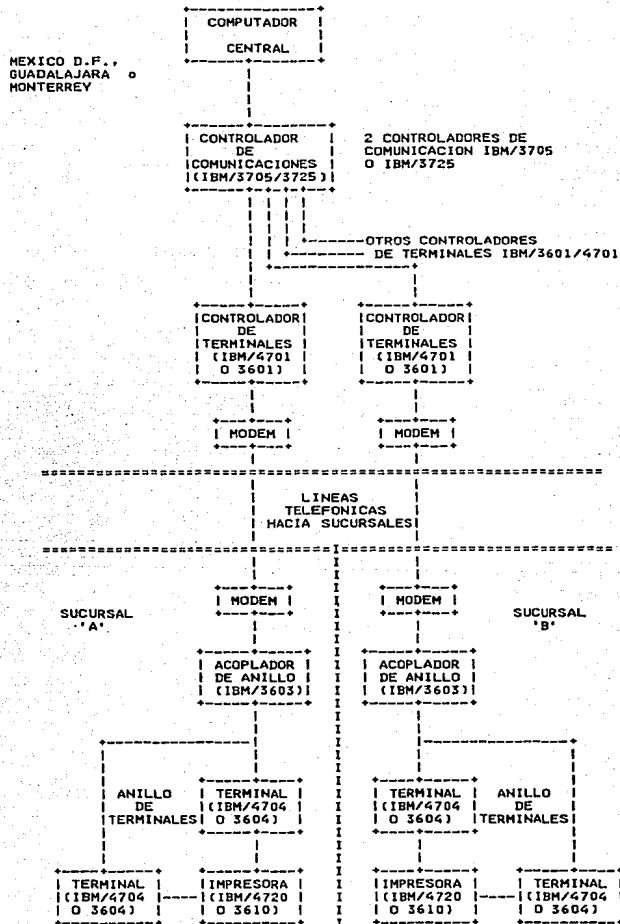 COMPUTADOR
CENTRAL
MEXICO D.F.,
GUADALAJARA o
MONTERREY
CONTROLADOR
DE
COMUNICACIONES
(IBM/3705/3725)
2 CONTROLADORES DE
COMUNICACION IBM/3705
O IBM/3725
OTROS CONTROLADORES
DE TERMINALES IBM/3601/4701
CONTROLADOR
DE
TERMINALES
(IBM/4701
O 3601)
CONTROLADOR
DE
TERMINALES
(IBM/4701
O 3601)
MODEM
MODEM
LINEAS
TELEFONICAS
HACIA SUCURSALES
MODEM
MODEM
SUCURSAL
'A'
SUCURSAL
'B'
ACOPLADOR
DE ANILLO
(IBM/3603)
ACOPLADOR
DE ANILLO
(IBM/3603)
ANILLO
DE
TERMINALES
TERMINAL
(IBM/4704
O 3604)
TERMINAL
(IBM/4704
O 3604)
ANILLO
DE
TERMINALES
TERMINAL
(IBM/4704
O 3604)
IMPRESORA
(IBM/4720
O 3610)
IMPRESORA
(IBM/4720
O 3610)
TERMINAL
(IBM/4704
O 3604)